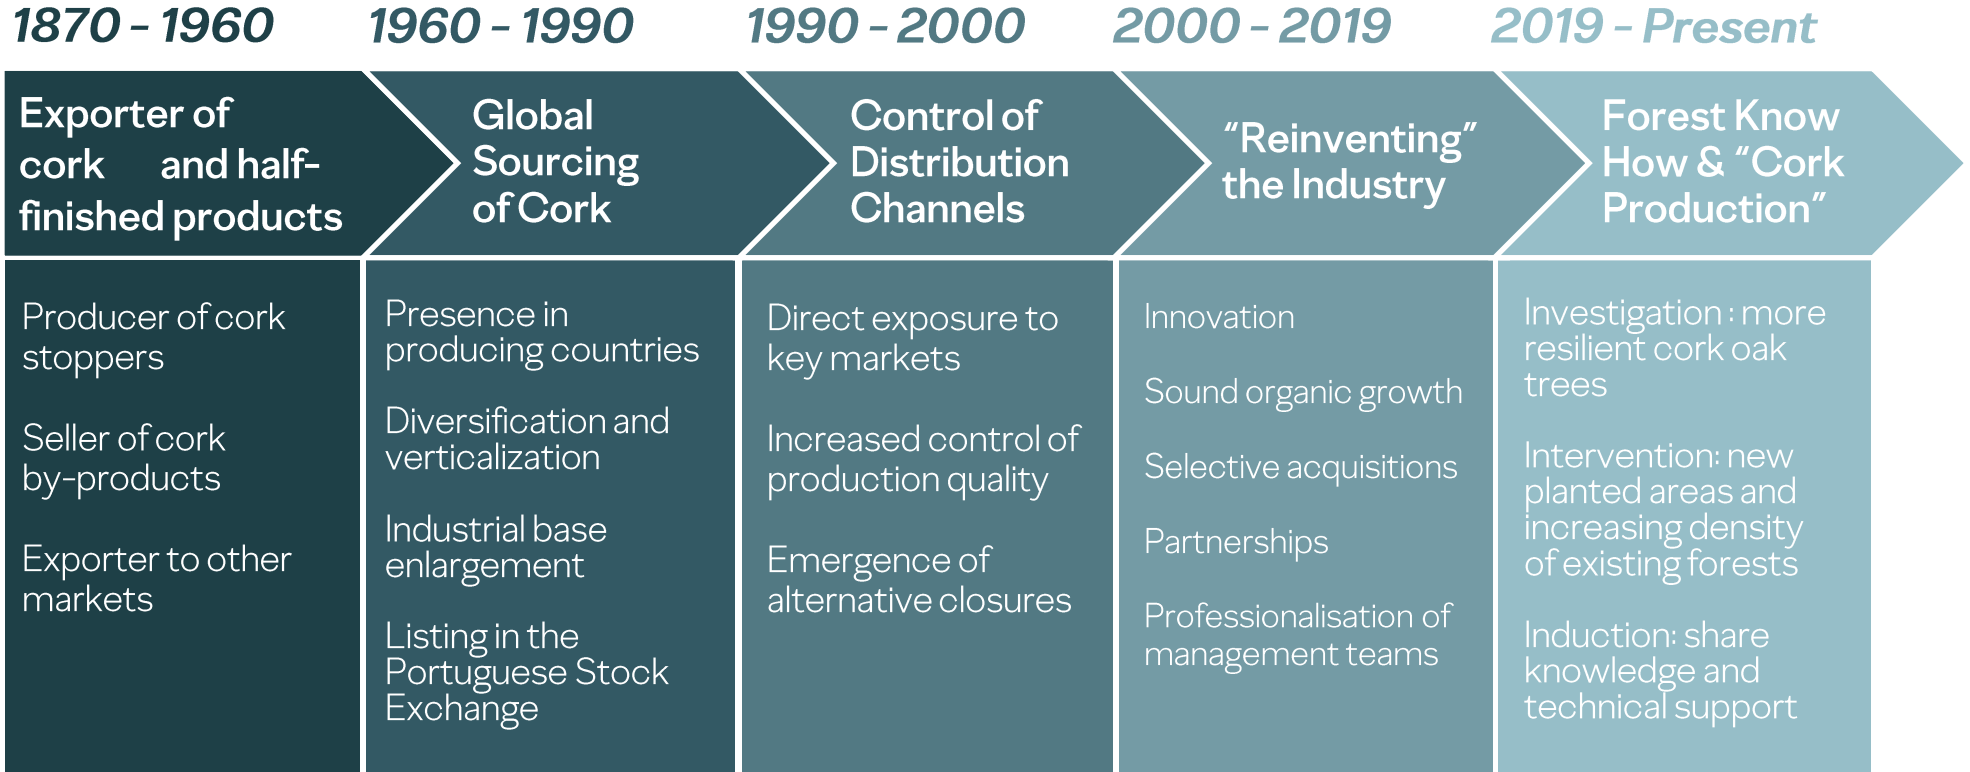 1870 – 1960
1960 – 1990
1990 – 2000
2000 – 2019
2019 – Present
Exporter of
cork and half-
finished products
Global
Sourcing
of Cork
Control of
Distribution
Channels
“Reinventing”
the Industry
Forest Know
How & “Cork
Production”
Producer of cork
stoppers
Seller of cork
by-products
Exporter to other
markets
Presence in
producing countries
Diversification and
verticalization
Industrial base
enlargement
Listing in the
Portuguese Stock
Exchange
Direct exposure to
key markets
Increased control of
production quality
Emergence of
alternative closures
Innovation
Sound organic growth
Selective acquisitions
Partnerships
Professionalisation of
management teams
Investigation : more
resilient cork oak
trees
Intervention: new
planted areas and
increasing density
of existing forests
Induction: share
knowledge and
technical support